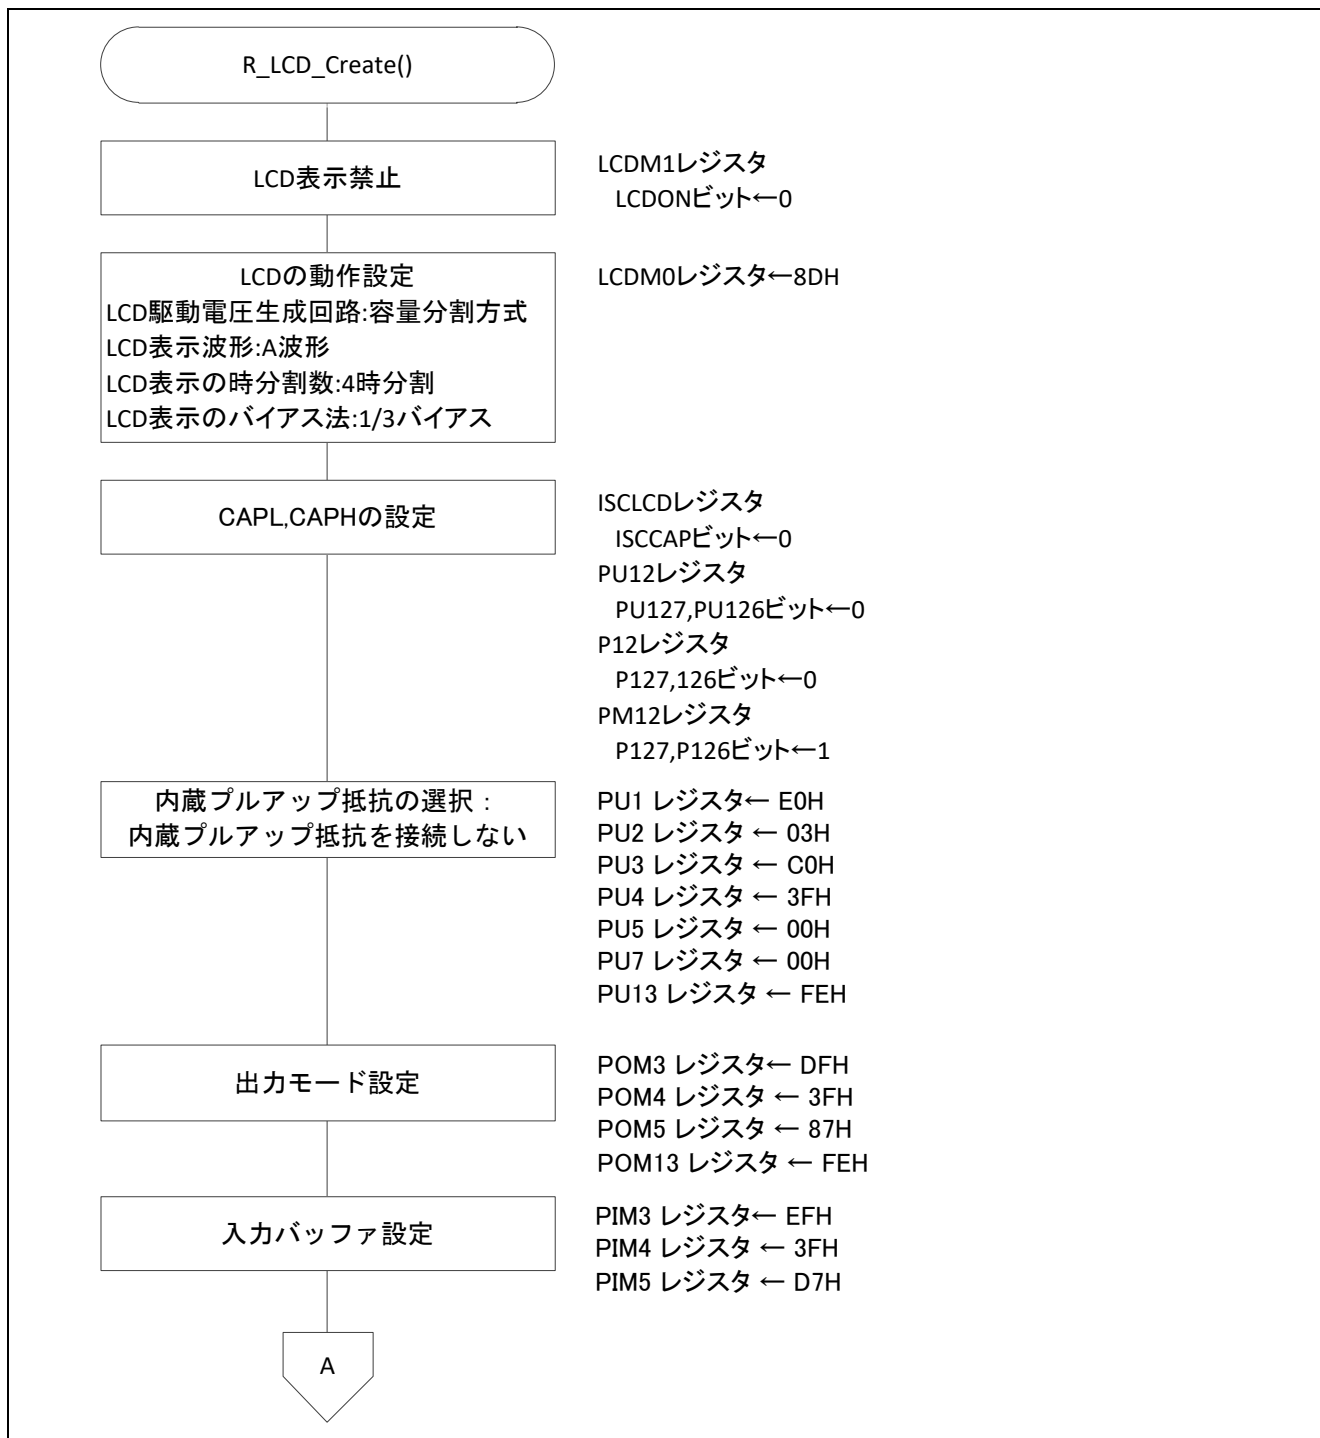 R_LCD_Create()
LCD表示禁止
LCDM1レジスタ
LCDONビット←0
LCDの動作設定
LCD駆動電圧生成回路:容量分割方式
LCD表示波形:A波形
LCD表示の時分割数:4時分割
LCD表示のバイアス法:1/3バイアス
LCDM0レジスタ←8DH
CAPL,CAPHの設定
ISCLCDレジスタ
ISCCAPビット←0
PU12レジスタ
PU127,PU126ビット←0
P12レジスタ
P127,126ビット←0
PM12レジスタ
P127,P126ビット←1
内蔵プルアップ抵抗の選択：
内蔵プルアップ抵抗を接続しない
PU1 レジスタ← E0H
PU2 レジスタ ← 03H
PU3 レジスタ ← C0H
PU4 レジスタ ← 3FH
PU5 レジスタ ← 00H
PU7 レジスタ ← 00H
PU13 レジスタ ← FEH
出力モード設定
POM3 レジスタ← DFH
POM4 レジスタ ← 3FH
POM5 レジスタ ← 87H
POM13 レジスタ ← FEH
入力バッファ設定
PIM3 レジスタ← EFH
PIM4 レジスタ ← 3FH
PIM5 レジスタ ← D7H
A